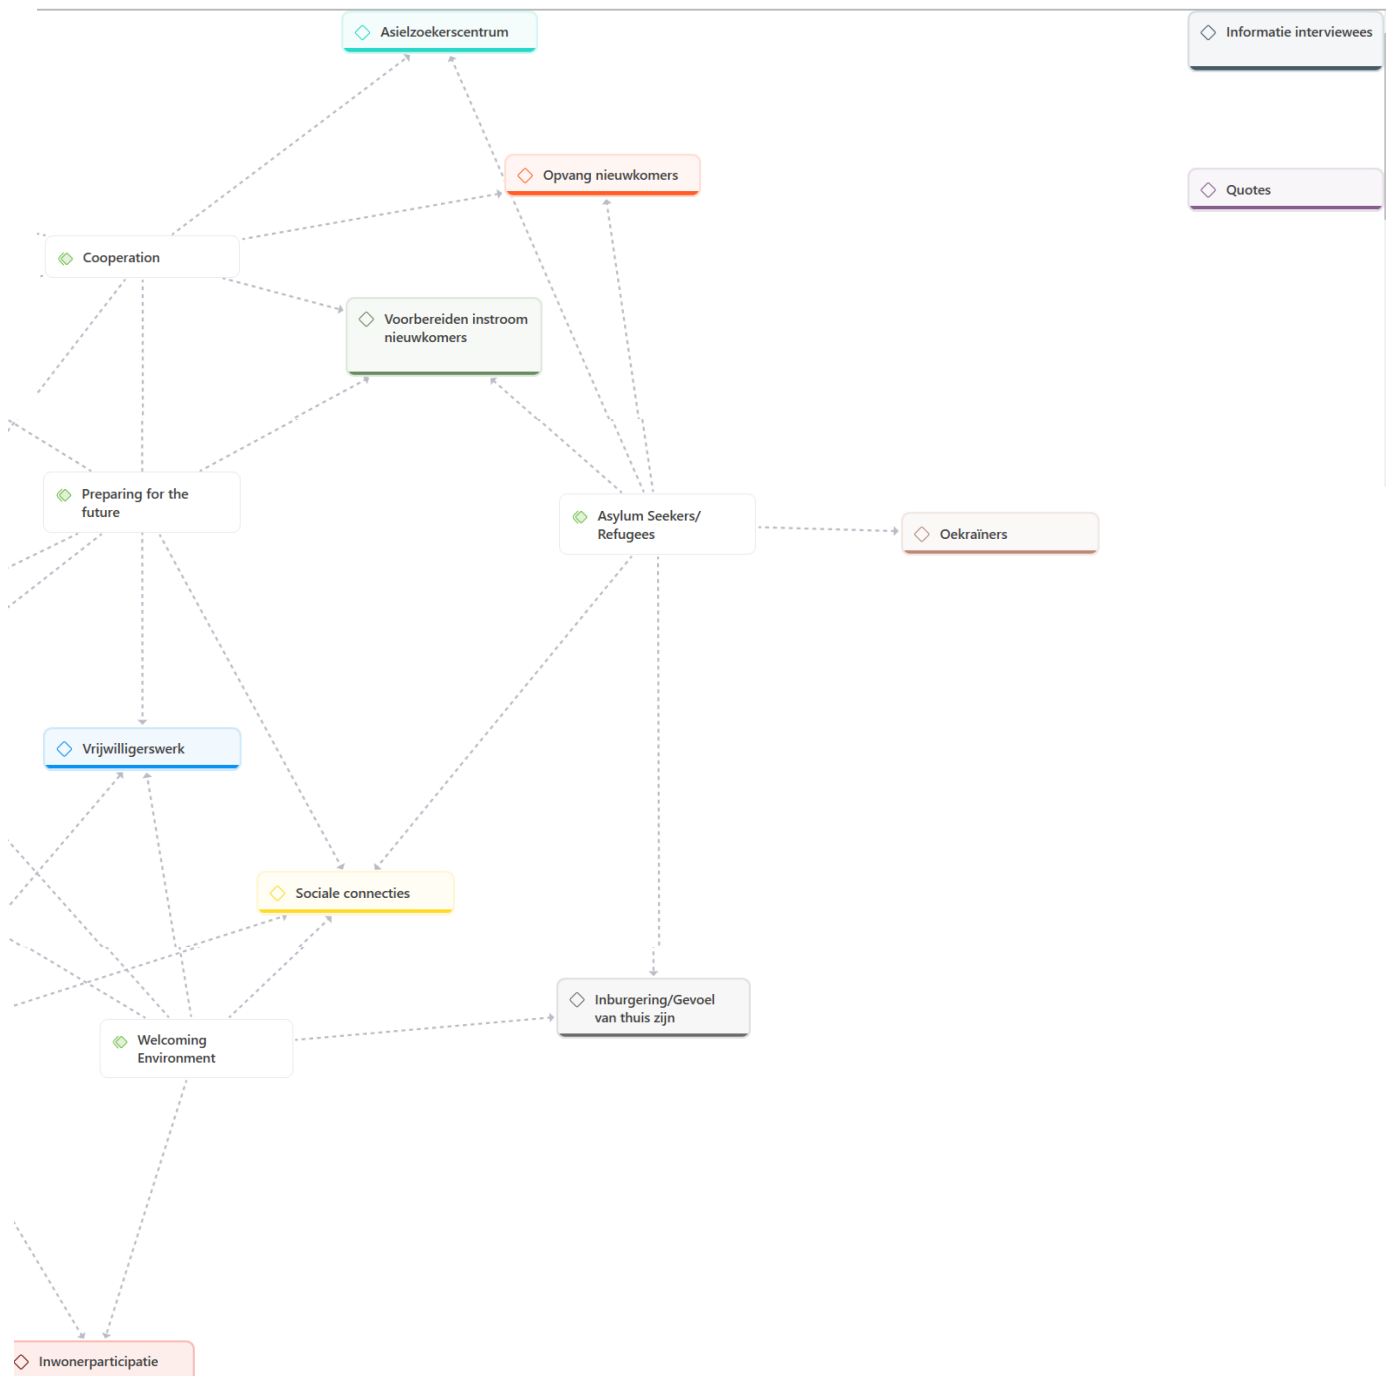 Asielzoekerscentrum
Informatie interviewees
Opvang nieuwkomers
Quotes
Cooperation
Voorbereiden instroom
nieuwkomers
Preparing for the
future
Asylum Seekers/
Refugees
Oekraïners
Vrijwilligerswerk
Sociale connecties
Inburgering/Gevoel
van thuis zijn
Welcoming
Environment
Inwonerparticipatie